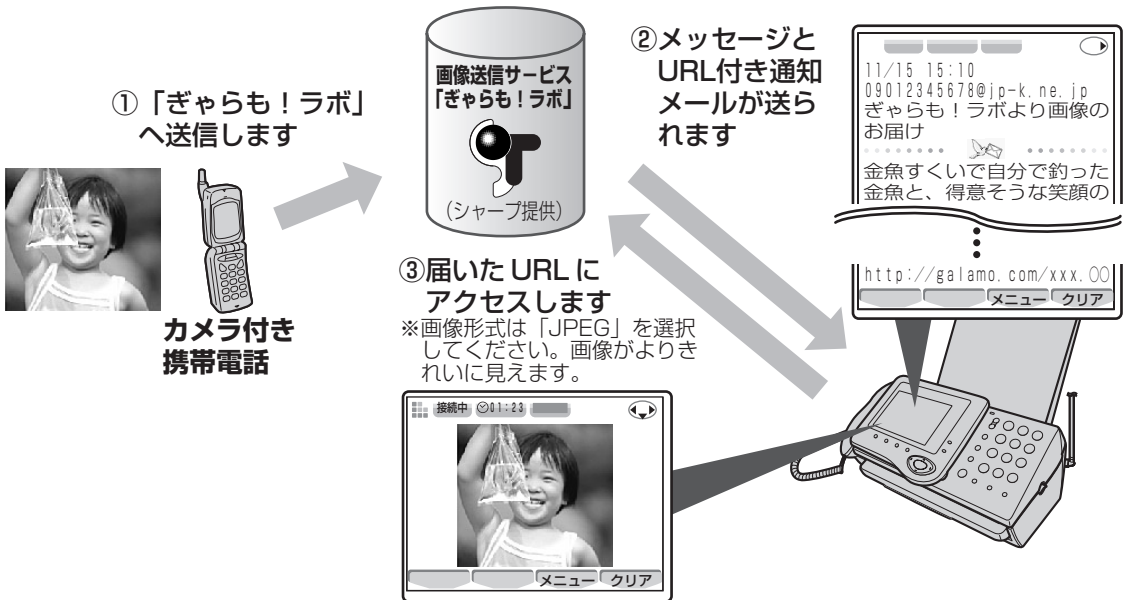 ①「ぎゃらも！ラボ」
へ送信します
カメラ付き
携帯電話
画像送信サービス
「ぎゃらも！ラボ」
(シャープ提供)
②メッセージと
URL付き通知
メールが送ら
れます
11/15 15:10
09012345678@jp-k.ne.jp
ぎゃらも！ラボより画像の
お届け
金魚すくいで自分で釣った
金魚と、得意そうな笑顔の
http://galamo.com/xxx.○○
メニュー クリア
③届いた URL に
アクセスします
※画像形式は「JPEG」を選択
してください。画像がよりき
れいに見えます。
接続中 01:23
メニュー クリア